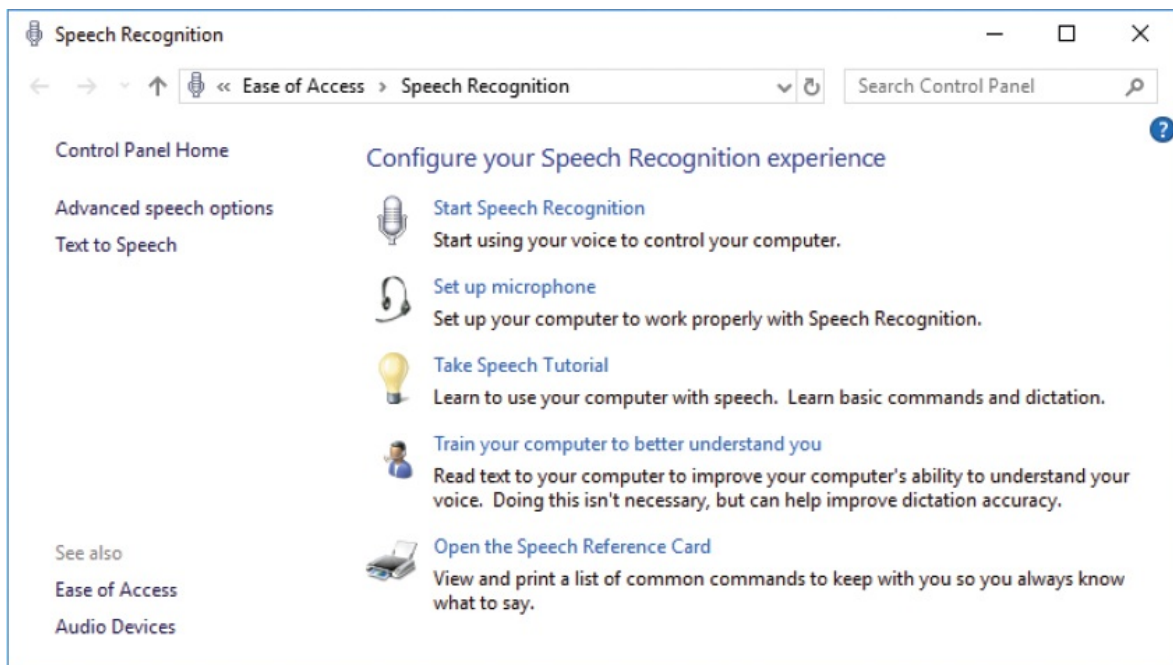 Speech Recognition
« Ease of Access > Speech Recognition
Search Control Panel
?
Control Panel Home
Advanced speech options
Text to Speech
See also
Ease of Access
Audio Devices
Configure your Speech Recognition experience
Start Speech Recognition
Start using your voice to control your computer.
Set up microphone
Set up your computer to work properly with Speech Recognition.
Take Speech Tutorial
Learn to use your computer with speech.  Learn basic commands and dictation.
Train your computer to better understand you
Read text to your computer to improve your computer's ability to understand your
voice.  Doing this isn't necessary, but can help improve dictation accuracy.
Open the Speech Reference Card
View and print a list of common commands to keep with you so you always know
what to say.